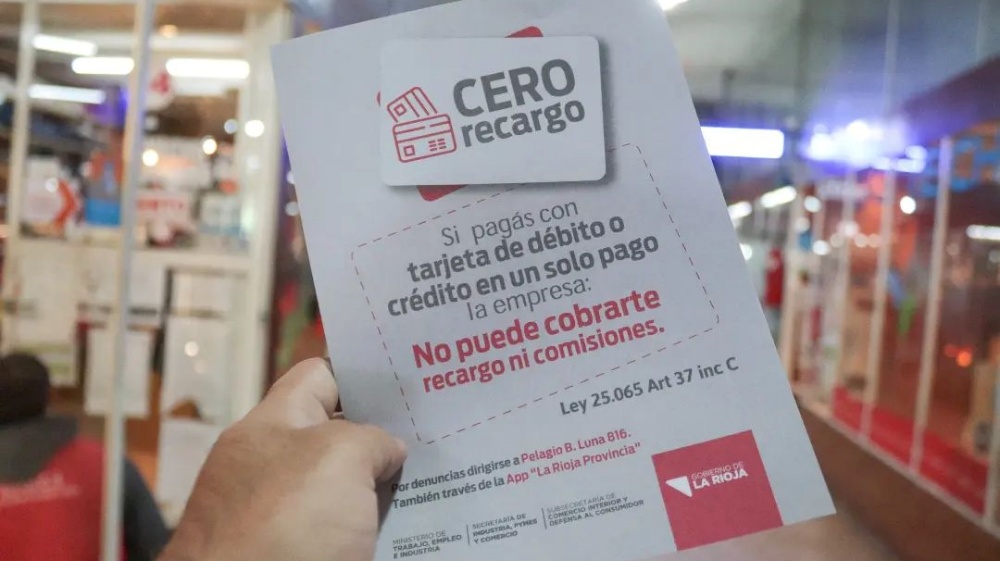 CERO
recargo
Si pagás con
tarjeta de débito o
crédito en un solo pago
la empresa:
No puede cobrarte
recargo ni comisiones.
Ley 25.065 Art 37 inc C
Por denuncias dirigirse a Pelagio B. Luna 816.
También través de la App "La Rioja Provincia"
MINISTERIO DE
TRABAJO, EMPLEO
E INDUSTRIA
SECRETARÍA DE
INDUSTRIA, PYMES
Y COMERCIO
SUBSECRETARÍA DE
COMERCIO INTERIOR Y
DEFENSA AL CONSUMIDOR
GOBIERNO DE
LA RIOJA